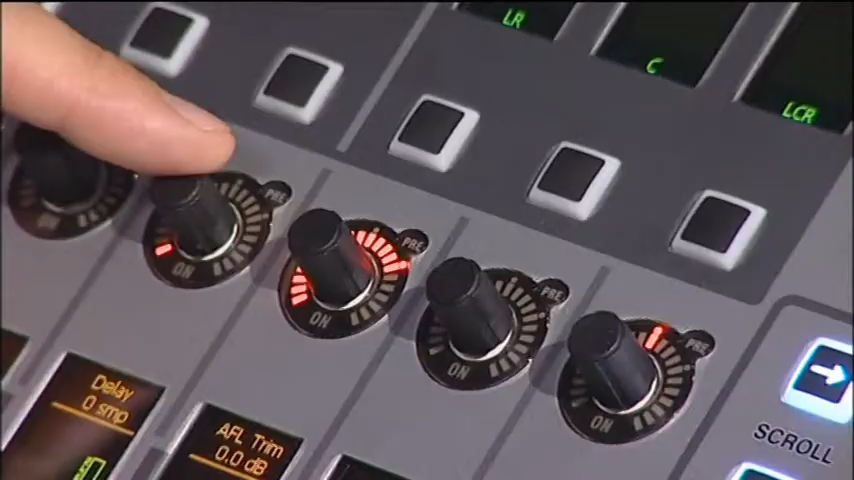 LR
C
LCR
PRE
PRE
PRE
PRE
ON
ON
ON
ON
ON
Delay
0 smp
AFL Trim
0.0 dB
SCROLL